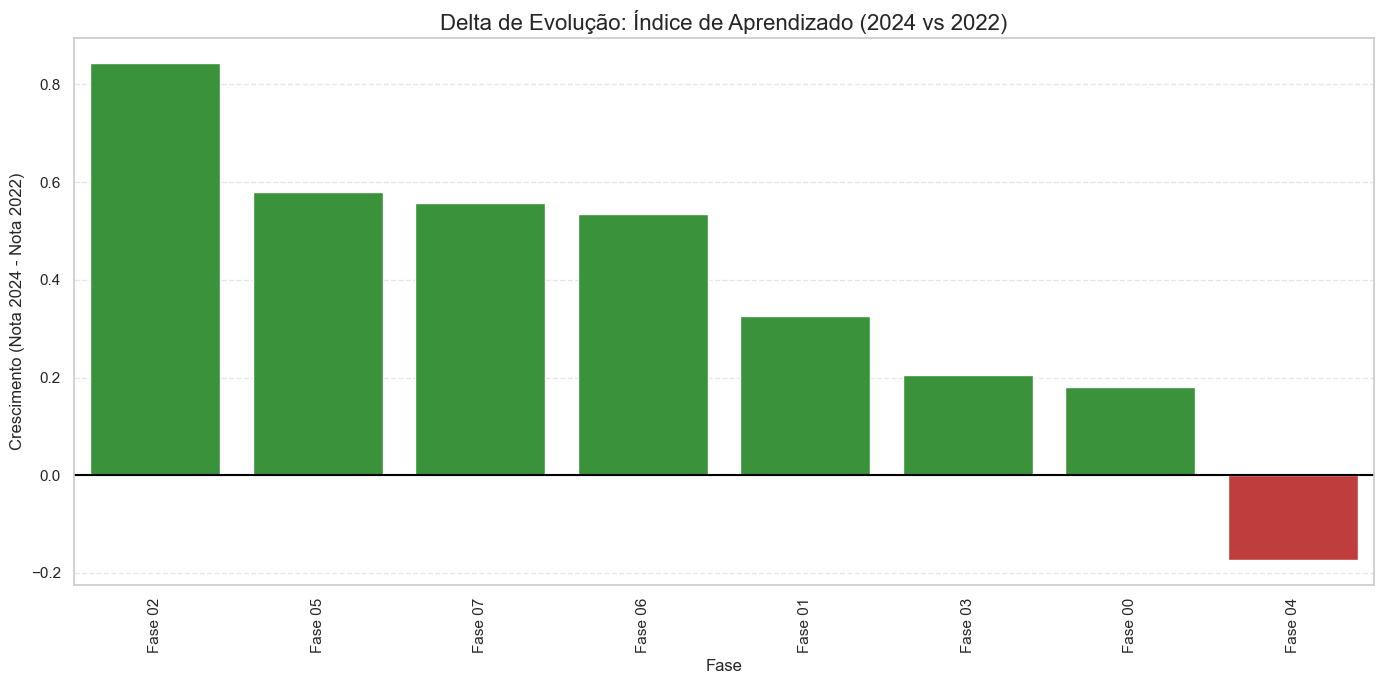 Delta de Evolução: Índice de Aprendizado (2024 vs 2022)
Crescimento (Nota 2024 - Nota 2022)
0.8
0.6
0.4
0.2
0.0
−0.2
Fase 02
Fase 05
Fase 07
Fase 06
Fase 01
Fase 03
Fase 00
Fase 04
Fase